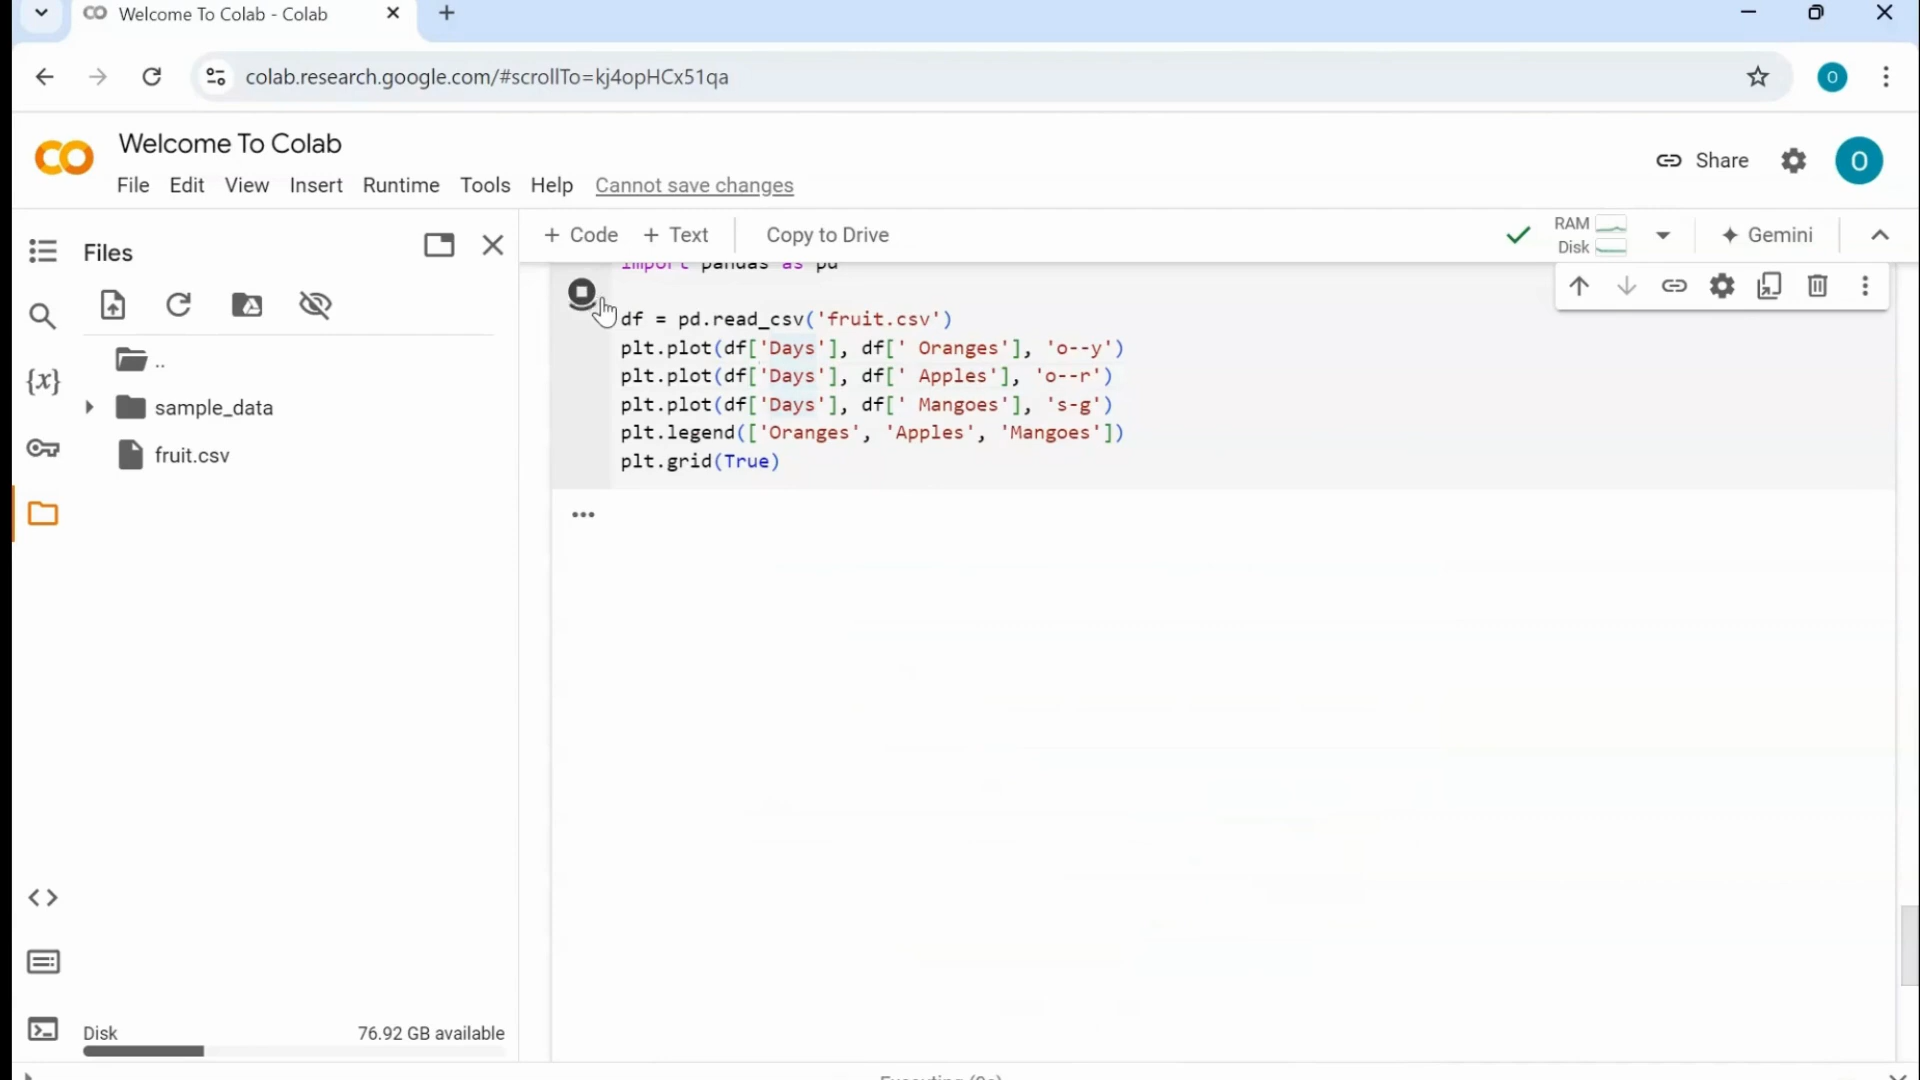 Welcome To Colab - Colab
colab.research.google.com/#scrollTo=kj4opHCx51qa
O
Welcome To Colab
File Edit View Insert Runtime Tools Help Cannot save changes
Share
O
Files
+ Code + Text Copy to Drive
RAM
Disk
Gemini
import pandas as pd
df = pd.read_csv('fruit.csv')
plt.plot(df['Days'], df[' Oranges'], 'o--y')
plt.plot(df['Days'], df[' Apples'], 'o--r')
plt.plot(df['Days'], df[' Mangoes'], 's-g')
plt.legend(['Oranges', 'Apples', 'Mangoes'])
plt.grid(True)
{x}
..
sample_data
fruit.csv
Disk 76.92 GB available